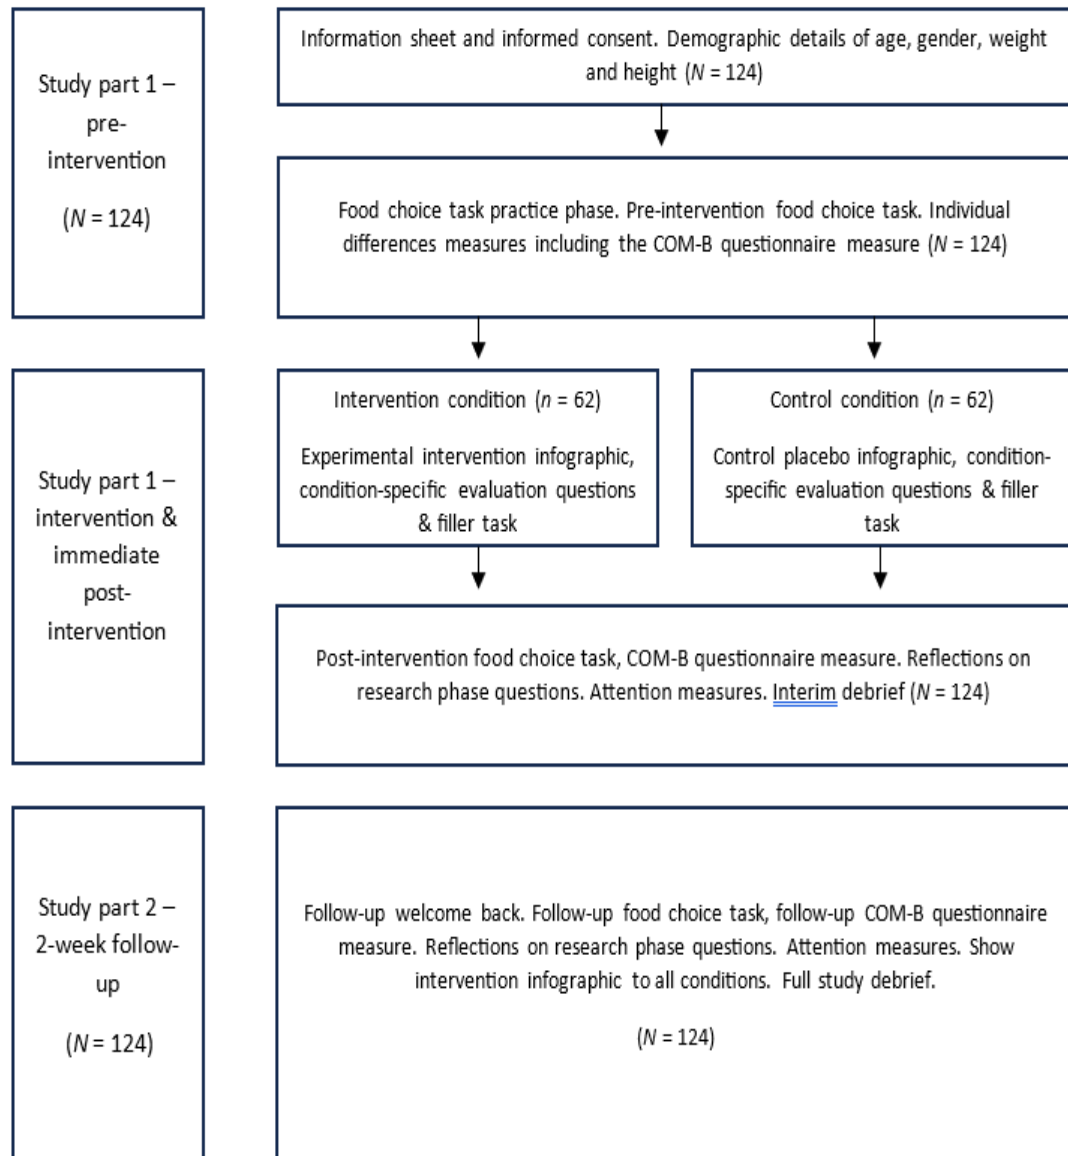 Study part 1 –
pre-
intervention
(N = 124)
Information sheet and informed consent. Demographic details of age, gender, weight
and height (N = 124)
Food choice task practice phase. Pre-intervention food choice task. Individual
differences measures including the COM-B questionnaire measure (N = 124)
Study part 1 –
intervention &
immediate
post-
intervention
Intervention condition (n = 62)
Experimental intervention infographic,
condition-specific evaluation questions
& filler task
Control condition (n = 62)
Control placebo infographic, condition-
specific evaluation questions & filler
task
Post-intervention food choice task, COM-B questionnaire measure. Reflections on
research phase questions. Attention measures. Interim debrief (N = 124)
Study part 2 –
2-week follow-
up
(N = 124)
Follow-up welcome back. Follow-up food choice task, follow-up COM-B questionnaire
measure. Reflections on research phase questions. Attention measures. Show
intervention infographic to all conditions. Full study debrief.
(N = 124)